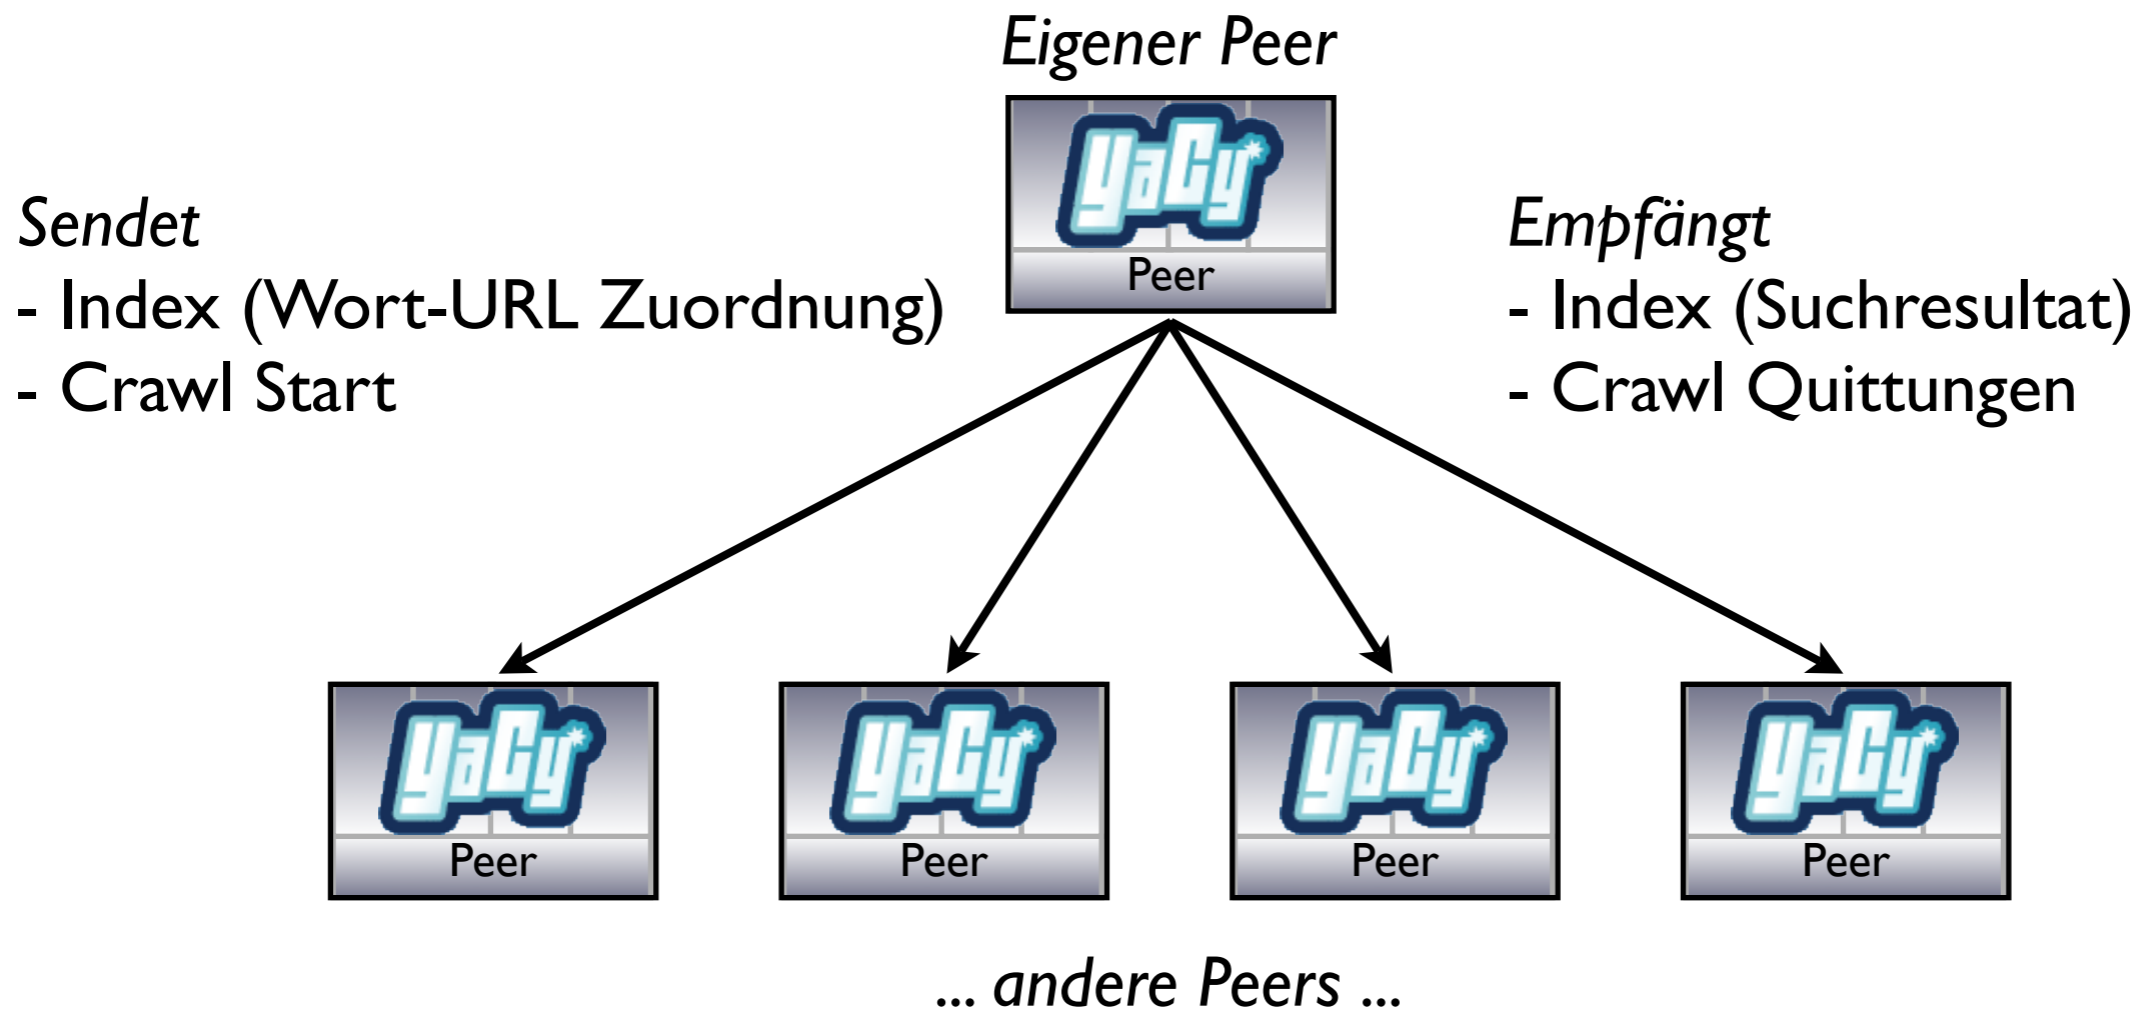 Eigener Peer
yacy
Peer
Sendet
- Index (Wort-URL Zuordnung)
- Crawl Start
Empfängt
- Index (Suchresultat)
- Crawl Quittungen
yacy
Peer
yacy
Peer
yacy
Peer
yacy
Peer
... andere Peers ...